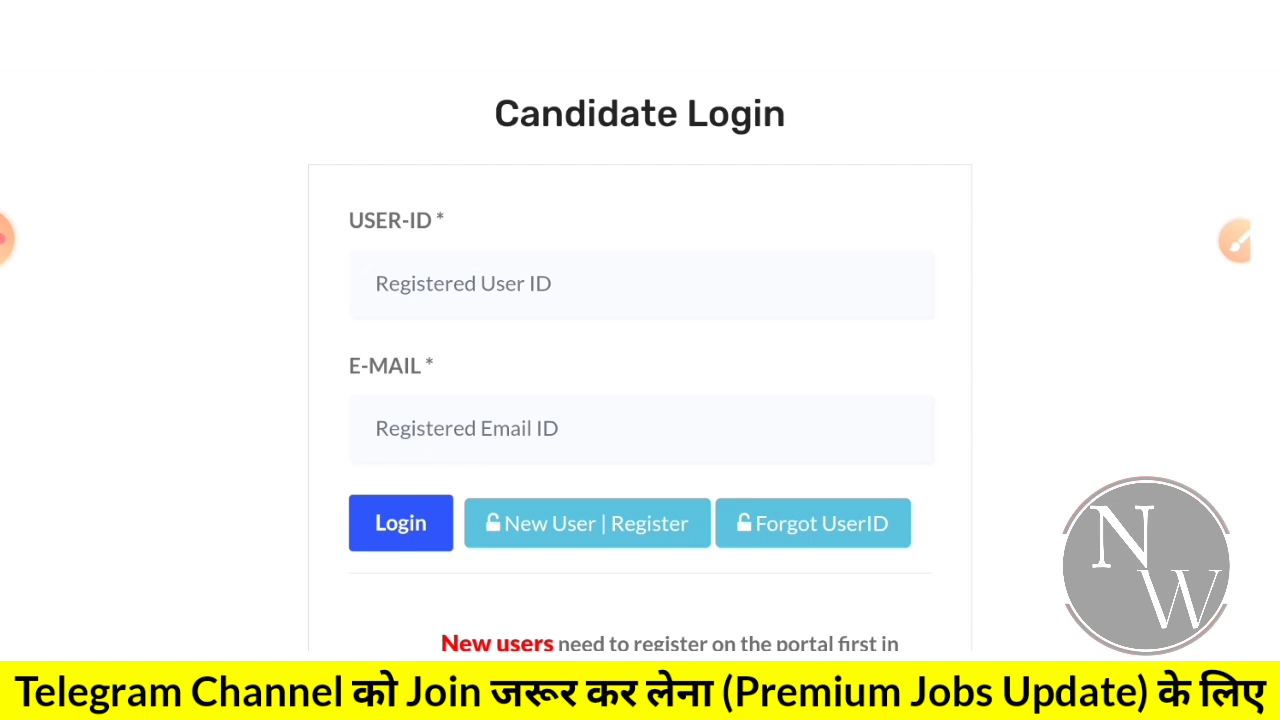 Candidate Login
USER-ID *
Registered User ID
E-MAIL *
Registered Email ID
Login
New User | Register
Forgot UserID
New users need to register on the portal first in
NW
Telegram Channel को Join जरूर कर लेना (Premium Jobs Update) के लिए